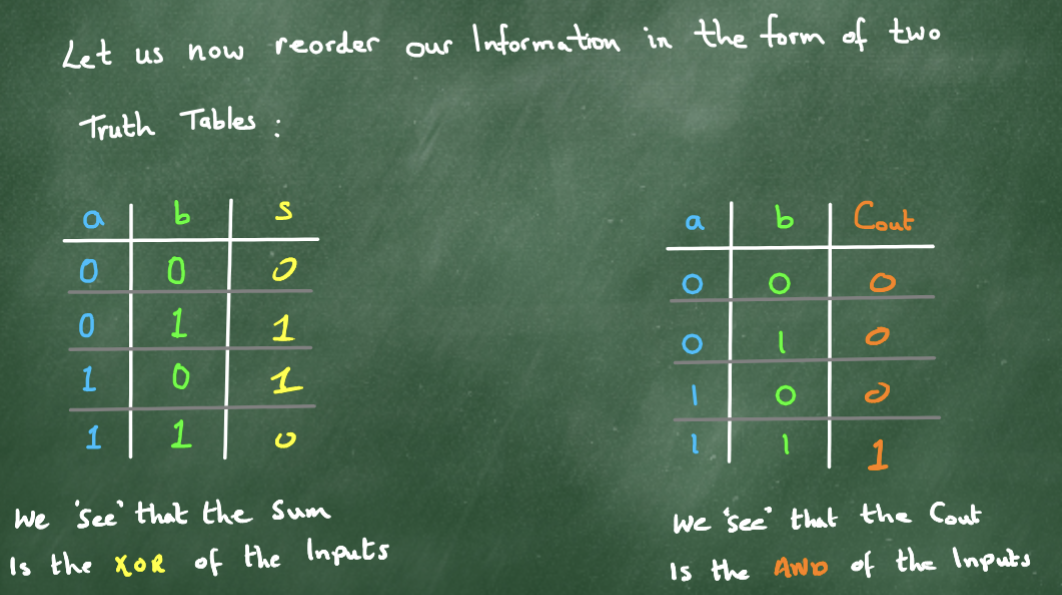 Let us now reorder our Information in the form of two
Truth Tables :
a b s
0 0 0
0 1 1
1 0 1
1 1 0
We 'see' that the Sum
Is the XOR of the Inputs
a b Cout
0 0 0
0 1 0
1 0 0
1 1 1
We 'see' that the Cout
Is the AND of the Inputs